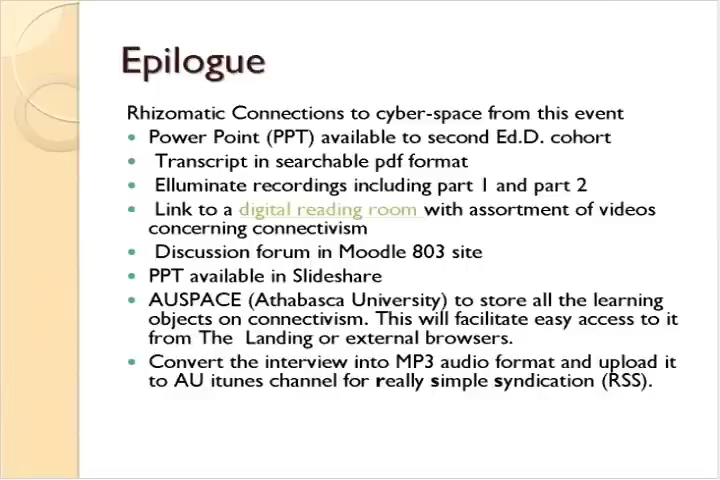 Epilogue
Rhizomatic Connections to cyber-space from this event
• Power Point (PPT) available to second Ed.D. cohort
• Transcript in searchable pdf format
• Elluminate recordings including part 1 and part 2
• Link to a digital reading room with assortment of videos
concerning connectivism
• Discussion forum in Moodle 803 site
• PPT available in Slideshare
• AUSPACE (Athabasca University) to store all the learning
objects on connectivism. This will facilitate easy access to it
from The Landing or external browsers.
• Convert the interview into MP3 audio format and upload it
to AU itunes channel for really simple syndication (RSS).